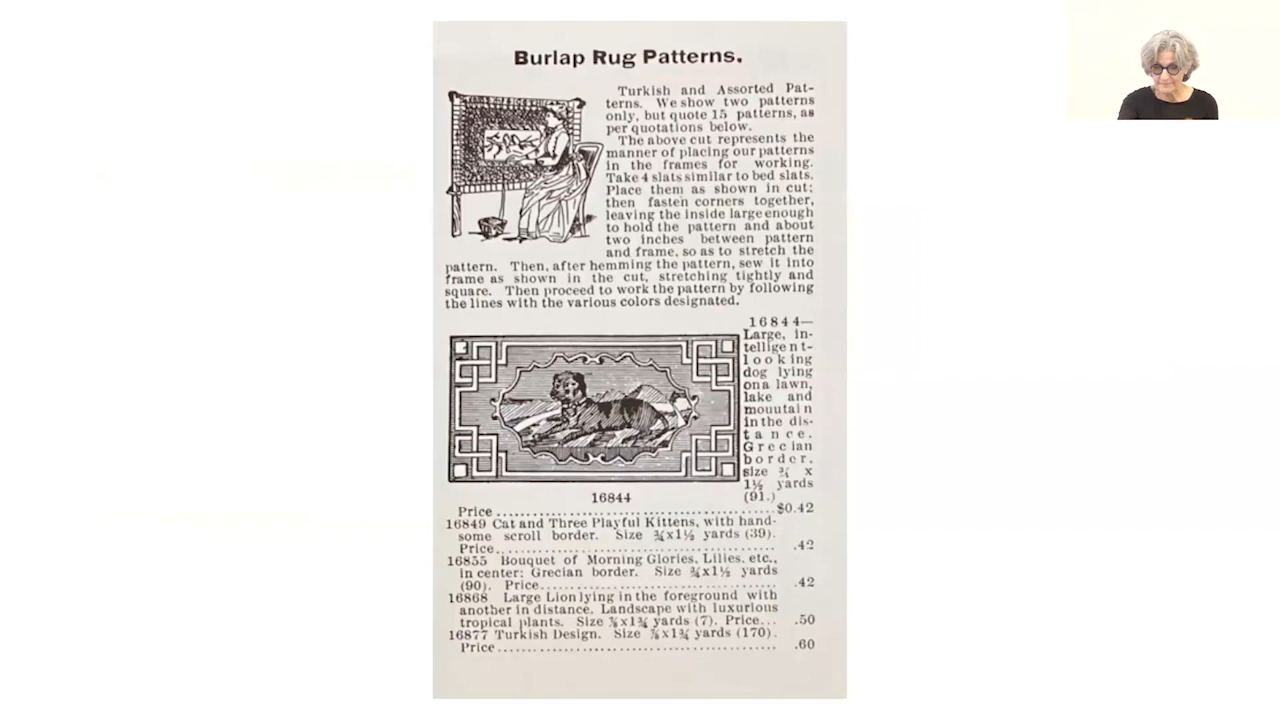 Burlap Rug Patterns.
Turkish and Assorted Pat-
terns. We show two patterns
only, but quote 15 patterns, as
per quotations below.
The above cut represents the
manner of placing our patterns
in the frames for working.
Take 4 slats similar to bed slats.
Place them as shown in cut;
then fasten corners together,
leaving the inside large enough
to hold the pattern and about
two inches between pattern
and frame, so as to stretch the
pattern. Then, after hemming the pattern, sew it into
frame as shown in the cut, stretching tightly and
square. Then proceed to work the pattern by following
the lines with the various colors designated.
16844—
Large, in-
telligent-
looking
dog lying
on a lawn,
lake and
mouutain
in the dis-
tance.
Grecian
border.
size ¾ x
1½ yards
(91.)
16844
Price ........................................ $0.42
16849 Cat and Three Playful Kittens, with hand-
some scroll border. Size ¾x1½ yards (39).
Price ........................................ .42
16855 Bouquet of Morning Glories, Lilies, etc.,
in center; Grecian border. Size ¾x1½ yards
(90). Price ................................ .42
16868 Large Lion lying in the foreground with
another in distance. Landscape with luxurious
tropical plants. Size ⅞x1¾ yards (7). Price... .50
16877 Turkish Design. Size ⅞x1¾ yards (170).
Price ........................................ .60